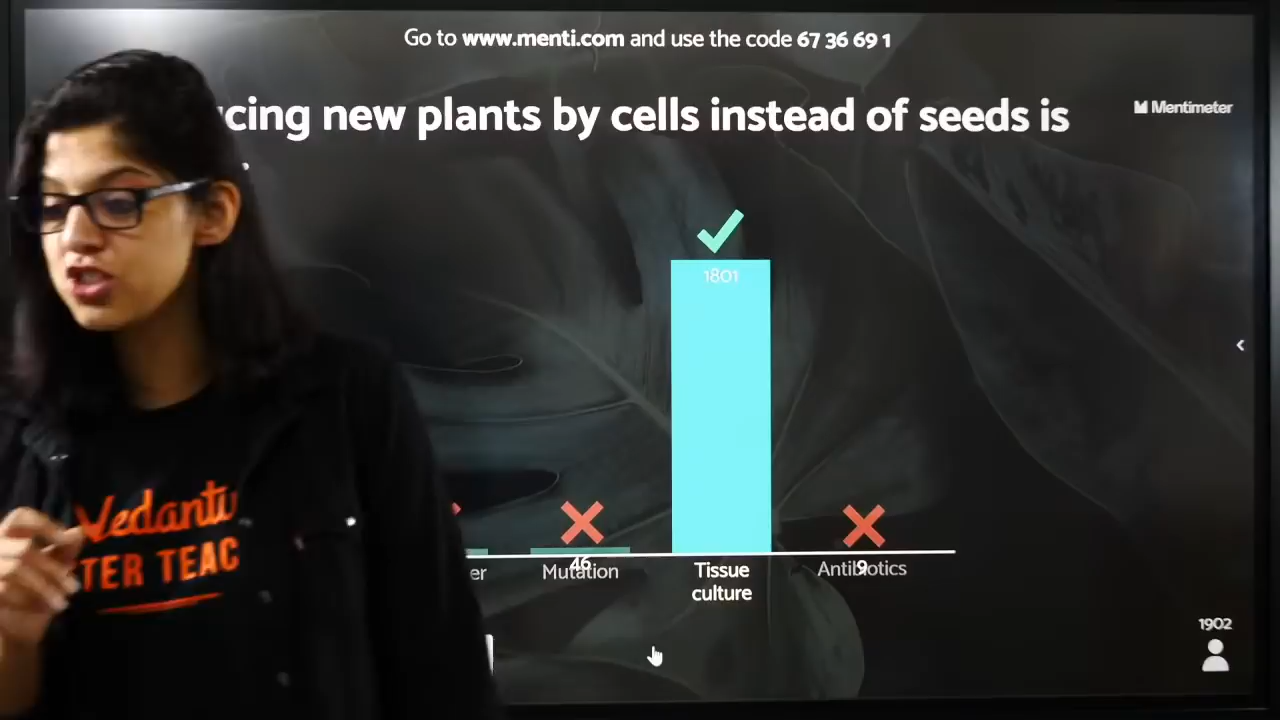 Go to www.menti.com and use the code 67 36 69 1
new plants by cells instead of seeds is
Mentimeter
1801
46
9
Mutation
Tissue
culture
Antibiotics
1902
Vedantu
TER TEAC